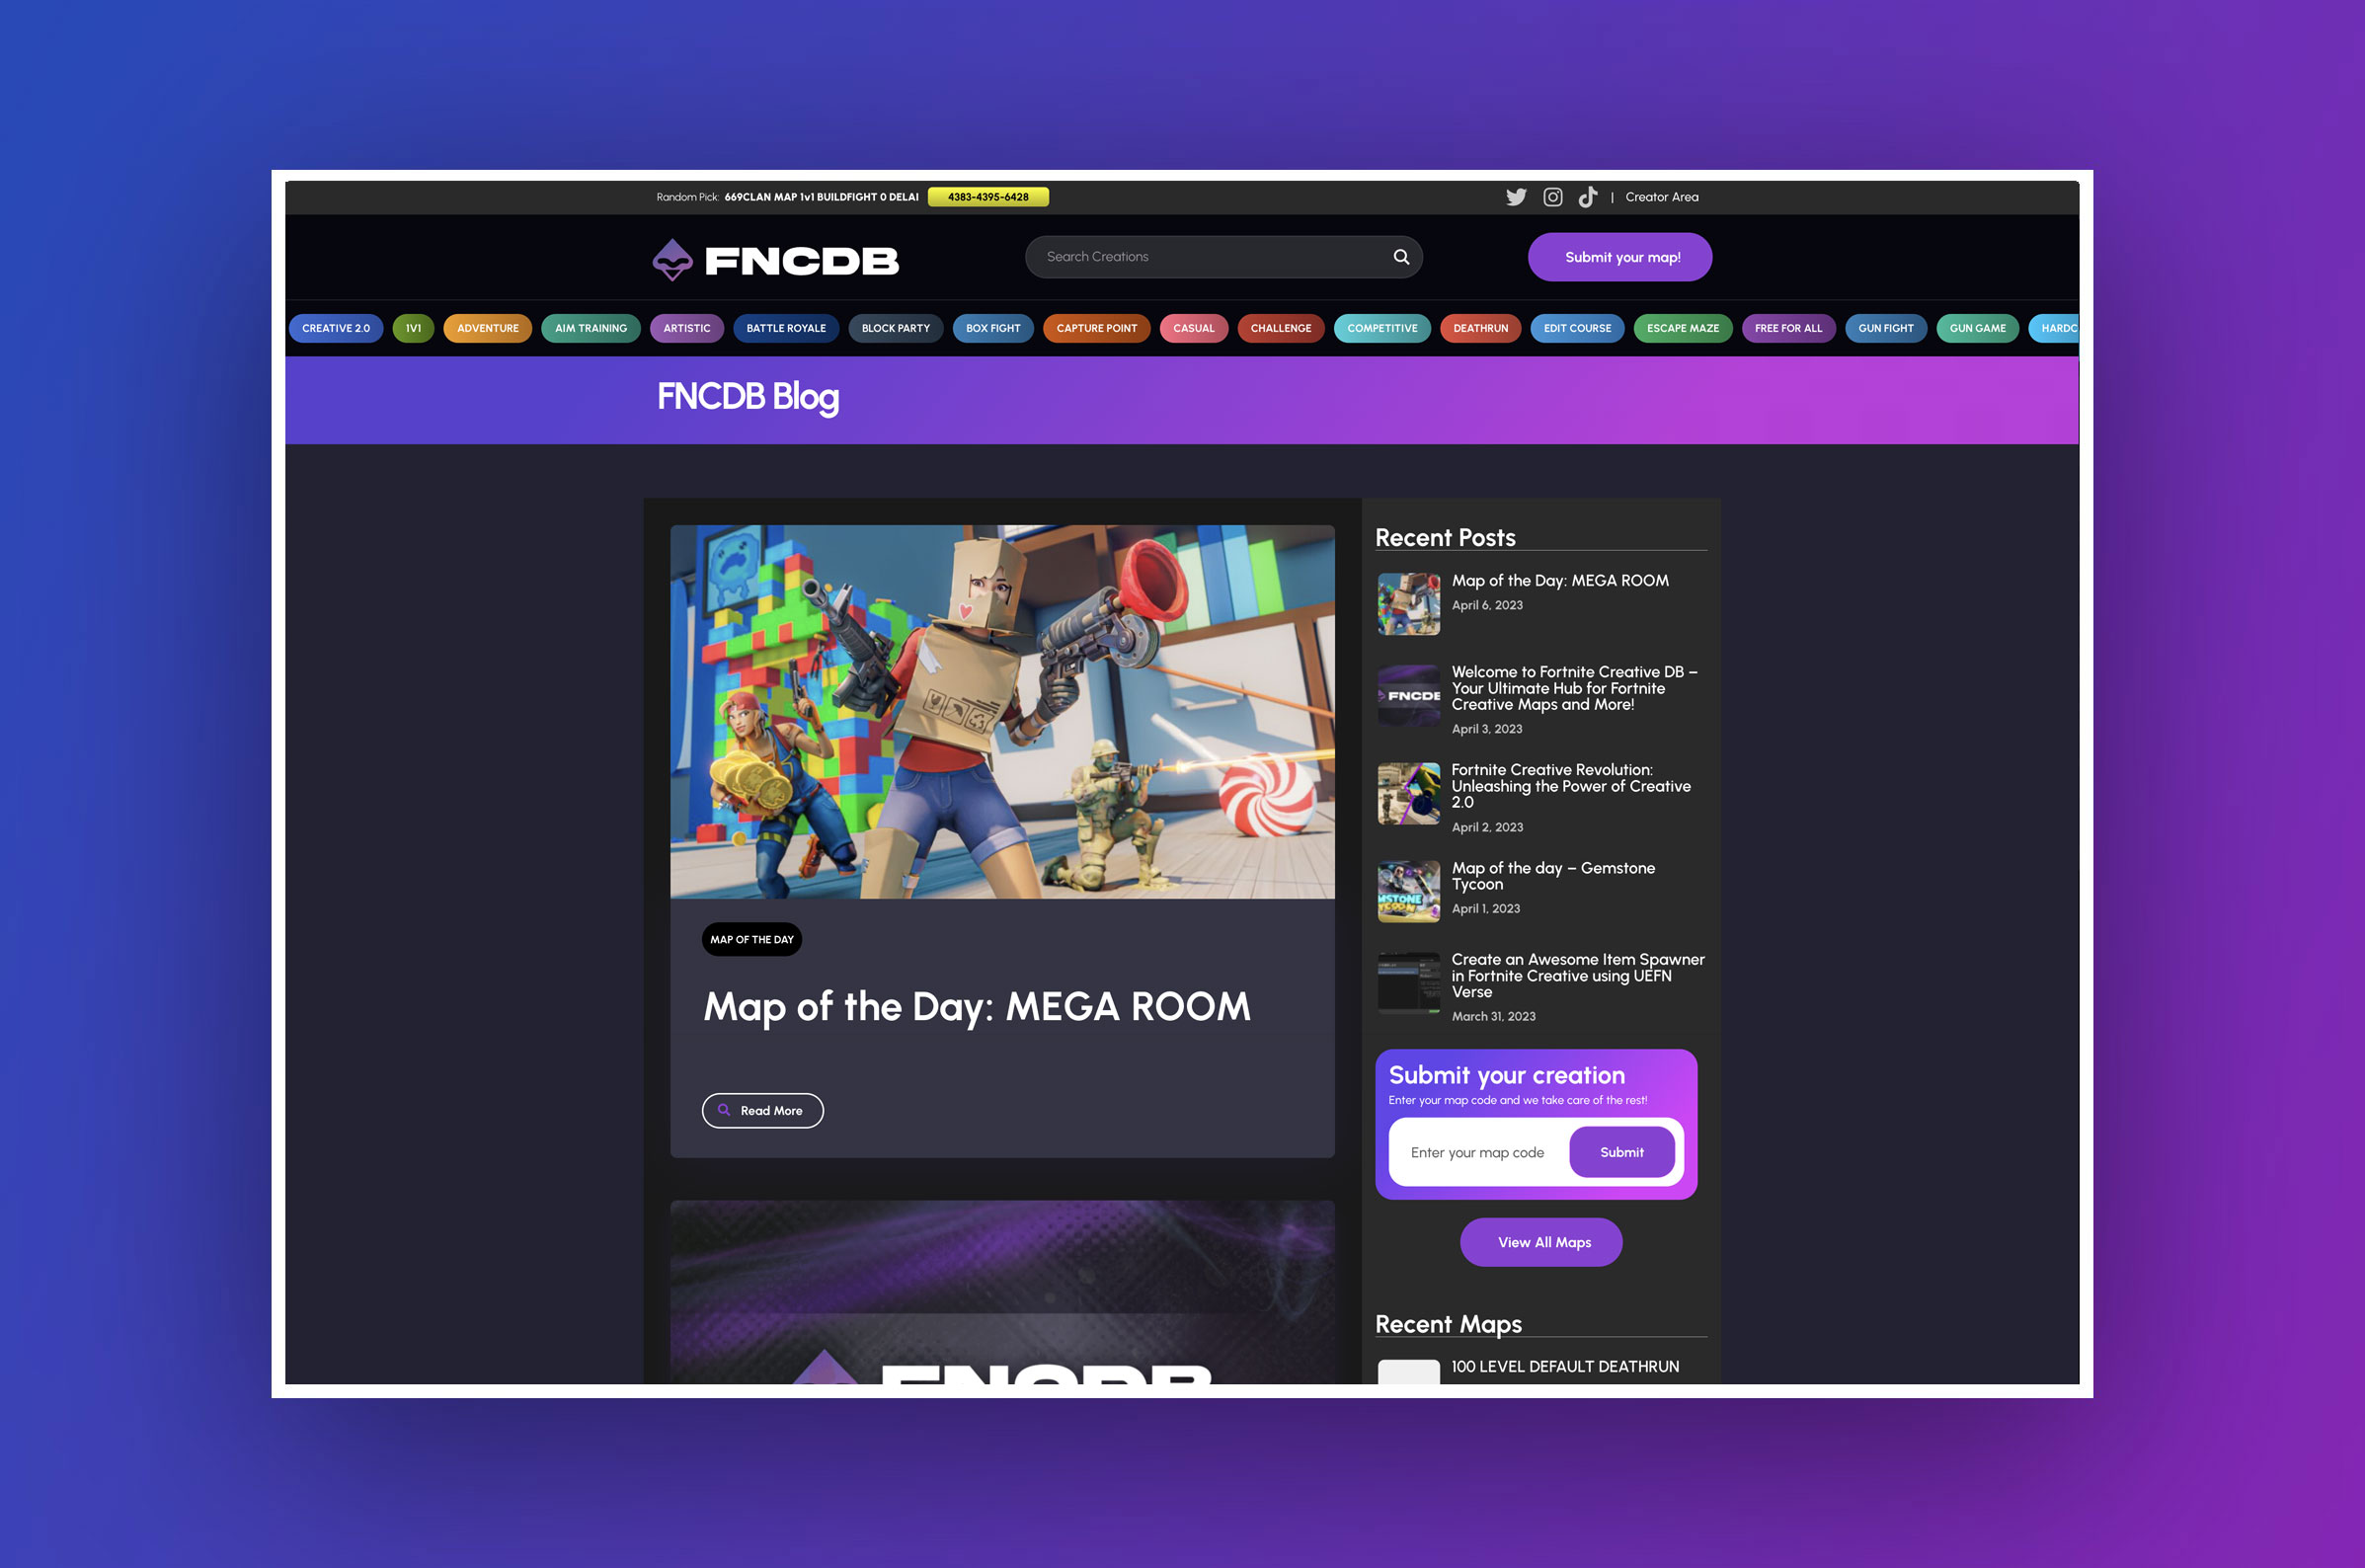 Random Pick: 669CLAN MAP 1v1 BUILDFIGHT 0 DELAI 4383-4395-6428
| Creator Area
FNCDB
Search Creations
Submit your map!
CREATIVE 2.0 1V1 ADVENTURE AIM TRAINING ARTISTIC BATTLE ROYALE BLOCK PARTY BOX FIGHT CAPTURE POINT CASUAL CHALLENGE COMPETITIVE DEATHRUN EDIT COURSE ESCAPE MAZE FREE FOR ALL GUN FIGHT GUN GAME HARDC
FNCDB Blog
MAP OF THE DAY
Map of the Day: MEGA ROOM
Read More
FNCDB
Recent Posts
Map of the Day: MEGA ROOM
April 6, 2023
FNCDB
Welcome to Fortnite Creative DB –
Your Ultimate Hub for Fortnite
Creative Maps and More!
April 3, 2023
Fortnite Creative Revolution:
Unleashing the Power of Creative
2.0
April 2, 2023
Map of the day – Gemstone
Tycoon
April 1, 2023
Create an Awesome Item Spawner
in Fortnite Creative using UEFN
Verse
March 31, 2023
Submit your creation
Enter your map code and we take care of the rest!
Enter your map code
Submit
View All Maps
Recent Maps
100 LEVEL DEFAULT DEATHRUN